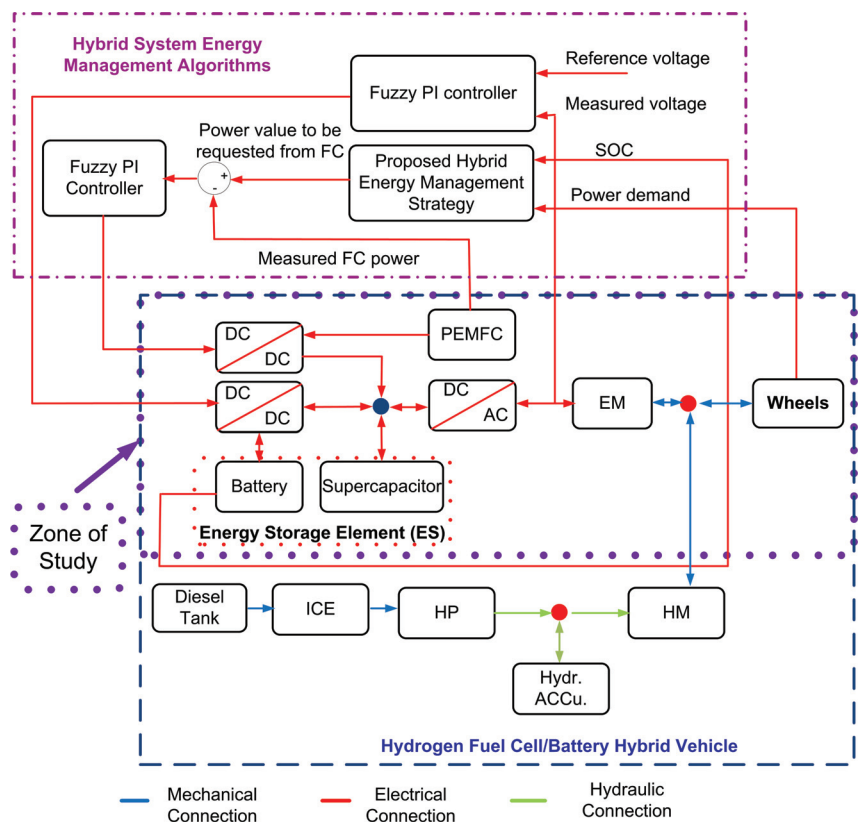 Hybrid System Energy
Management Algorithms
Reference voltage
Fuzzy PI controller
Measured voltage
Power value to be
requested from FC
SOC
Fuzzy PI
Controller
+
-
Proposed Hybrid
Energy Management
Strategy
Power demand
Measured FC power
DC
DC
PEMFC
DC
DC
DC
AC
EM
Wheels
Battery
Supercapacitor
Energy Storage Element (ES)
Zone of
Study
Diesel
Tank
ICE
HP
HM
Hydr.
ACCu.
Hydrogen Fuel Cell/Battery Hybrid Vehicle
Mechanical
Connection
Electrical
Connection
Hydraulic
Connection